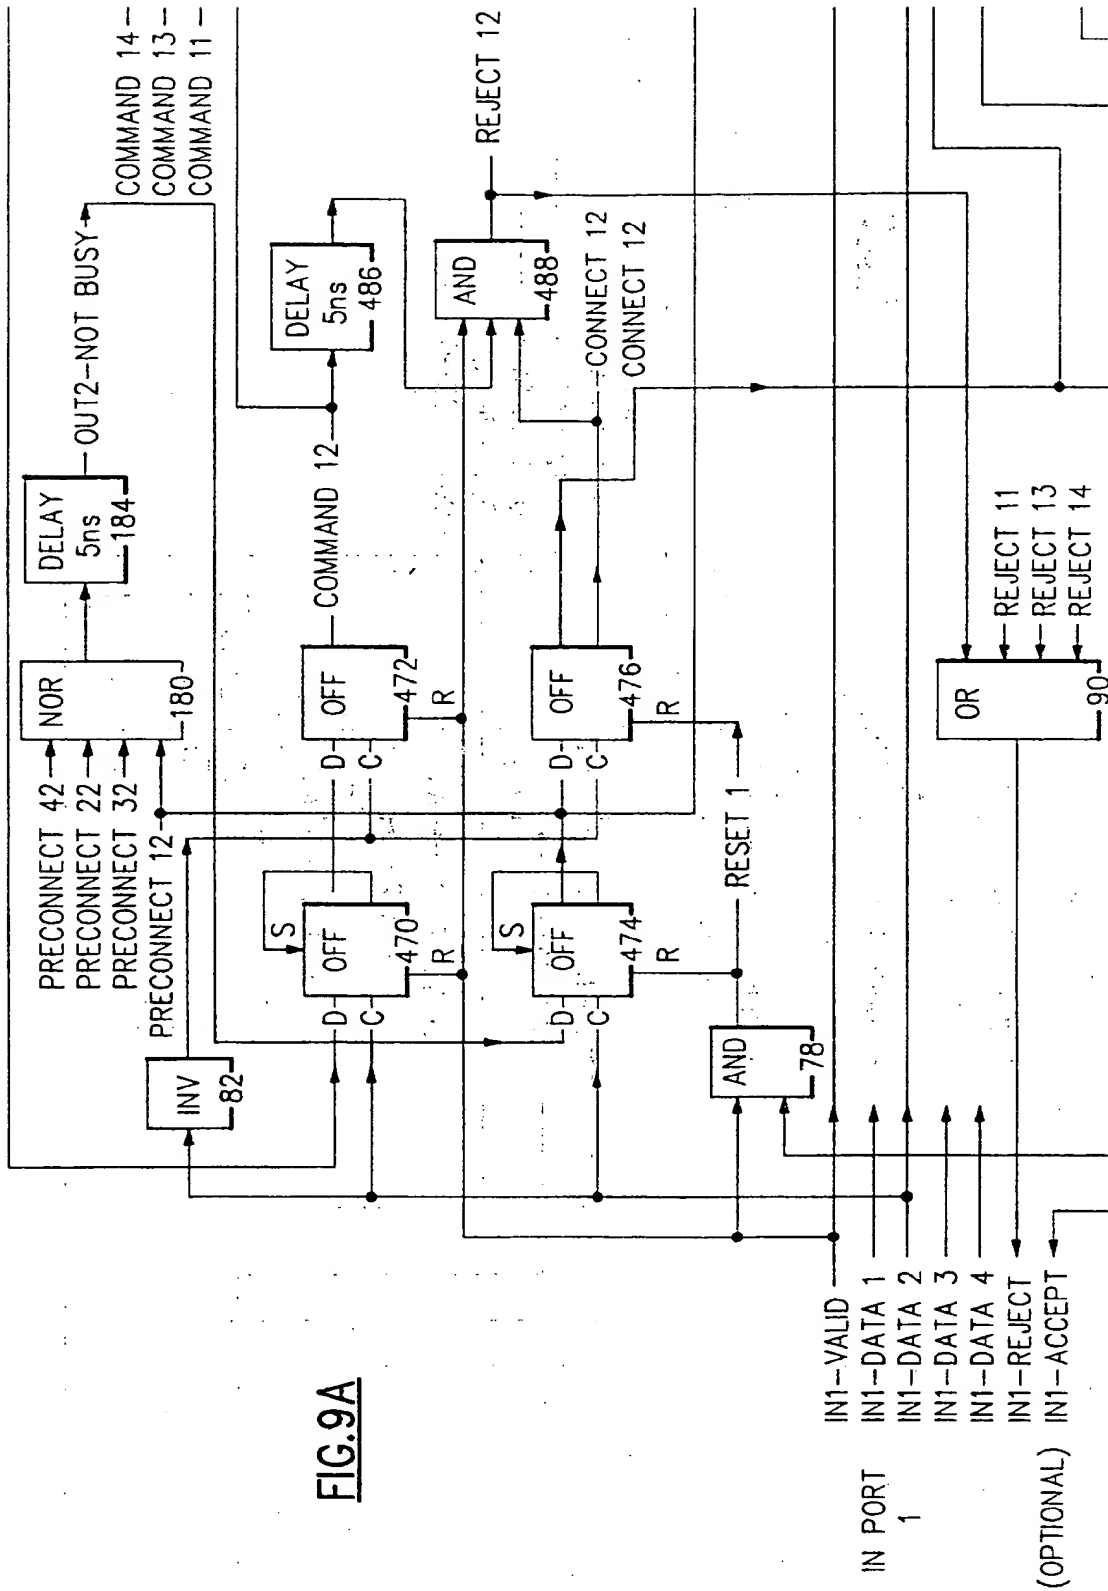 FIG.9A
PRECONNECT 42
PRECONNECT 22
PRECONNECT 32
PRECONNECT 12
NOR
180
DELAY
5ns
184
OUT2-NOT BUSY
COMMAND 14
COMMAND 13
COMMAND 11
INV
82
S
D
C
OFF
470
R
D
C
OFF
472
R
COMMAND 12
DELAY
5ns
486
S
D
C
OFF
474
R
D
C
OFF
476
R
AND
488
REJECT 12
CONNECT 12
CONNECT 12
AND
78
RESET 1
IN PORT
1
IN1-VALID
IN1-DATA 1
IN1-DATA 2
IN1-DATA 3
IN1-DATA 4
IN1-REJECT
(OPTIONAL) IN1-ACCEPT
OR
90
REJECT 11
REJECT 13
REJECT 14